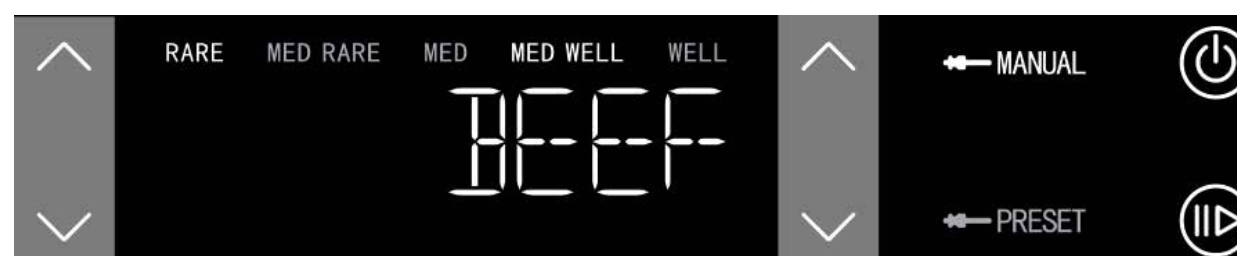 RARE MED RARE MED MED WELL WELL
BEEF
MANUAL
PRESET